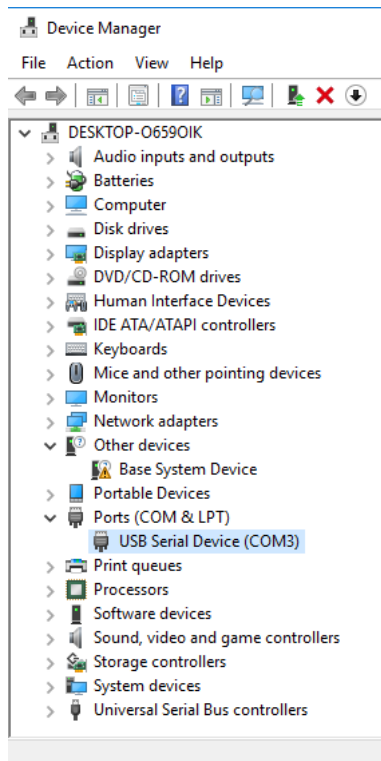 Device Manager
File Action View Help
DESKTOP-O659OIK
Audio inputs and outputs
Batteries
Computer
Disk drives
Display adapters
DVD/CD-ROM drives
Human Interface Devices
IDE ATA/ATAPI controllers
Keyboards
Mice and other pointing devices
Monitors
Network adapters
Other devices
Base System Device
Portable Devices
Ports (COM & LPT)
USB Serial Device (COM3)
Print queues
Processors
Software devices
Sound, video and game controllers
Storage controllers
System devices
Universal Serial Bus controllers